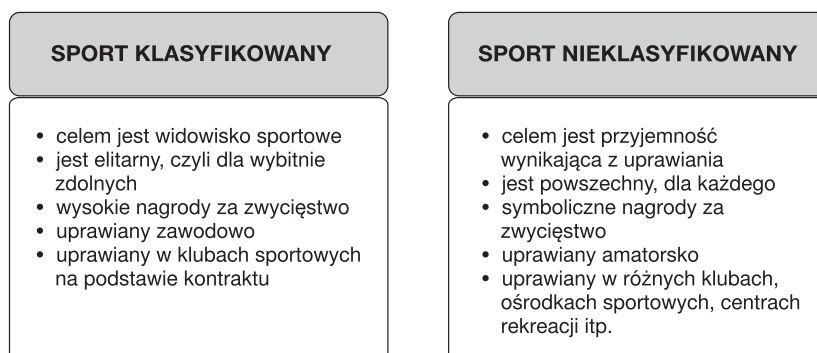 SPORT KLASYFIKOWANY
• celem jest widowisko sportowe
• jest elitarny, czyli dla wybitnie
zdolnych
• wysokie nagrody za zwycięstwo
• uprawiany zawodowo
• uprawiany w klubach sportowych
na podstawie kontraktu
SPORT NIEKLASYFIKOWANY
• celem jest przyjemność
wynikająca z uprawiania
• jest powszechny, dla każdego
• symboliczne nagrody za
zwycięstwo
• uprawiany amatorsko
• uprawiany w różnych klubach,
ośrodkach sportowych, centrach
rekreacji itp.